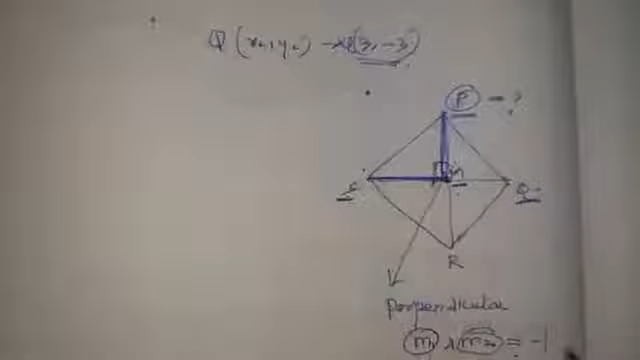 Q (x₂, y₂) → (3, -3)
P = ?
M
S
Q
R
perpendicular
m₁ × m₂ = -1